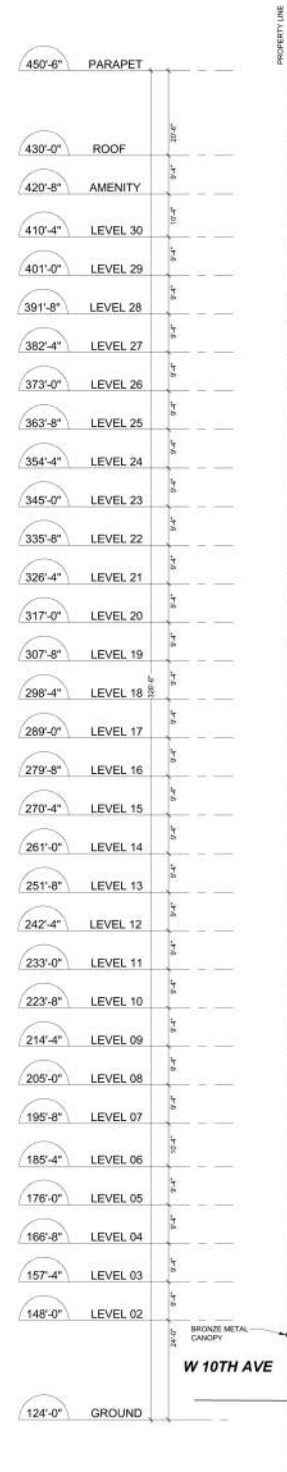 PROPERTY LINE
450'-6" PARAPET
20'-6"
430'-0" ROOF
9'-4"
420'-8" AMENITY
10'-4"
410'-4" LEVEL 30
9'-4"
401'-0" LEVEL 29
9'-4"
391'-8" LEVEL 28
9'-4"
382'-4" LEVEL 27
9'-4"
373'-0" LEVEL 26
9'-4"
363'-8" LEVEL 25
9'-4"
354'-4" LEVEL 24
9'-4"
345'-0" LEVEL 23
9'-4"
335'-8" LEVEL 22
9'-4"
326'-4" LEVEL 21
9'-4"
317'-0" LEVEL 20
9'-4"
307'-8" LEVEL 19
9'-4"
298'-4" LEVEL 18
326'-6"
9'-4"
289'-0" LEVEL 17
9'-4"
279'-8" LEVEL 16
9'-4"
270'-4" LEVEL 15
9'-4"
261'-0" LEVEL 14
9'-4"
251'-8" LEVEL 13
9'-4"
242'-4" LEVEL 12
9'-4"
233'-0" LEVEL 11
9'-4"
223'-8" LEVEL 10
9'-4"
214'-4" LEVEL 09
9'-4"
205'-0" LEVEL 08
9'-4"
195'-8" LEVEL 07
10'-4"
185'-4" LEVEL 06
9'-4"
176'-0" LEVEL 05
9'-4"
166'-8" LEVEL 04
9'-4"
157'-4" LEVEL 03
9'-4"
148'-0" LEVEL 02
24'-0"
BRONZE METAL
CANOPY
W 10TH AVE
124'-0" GROUND